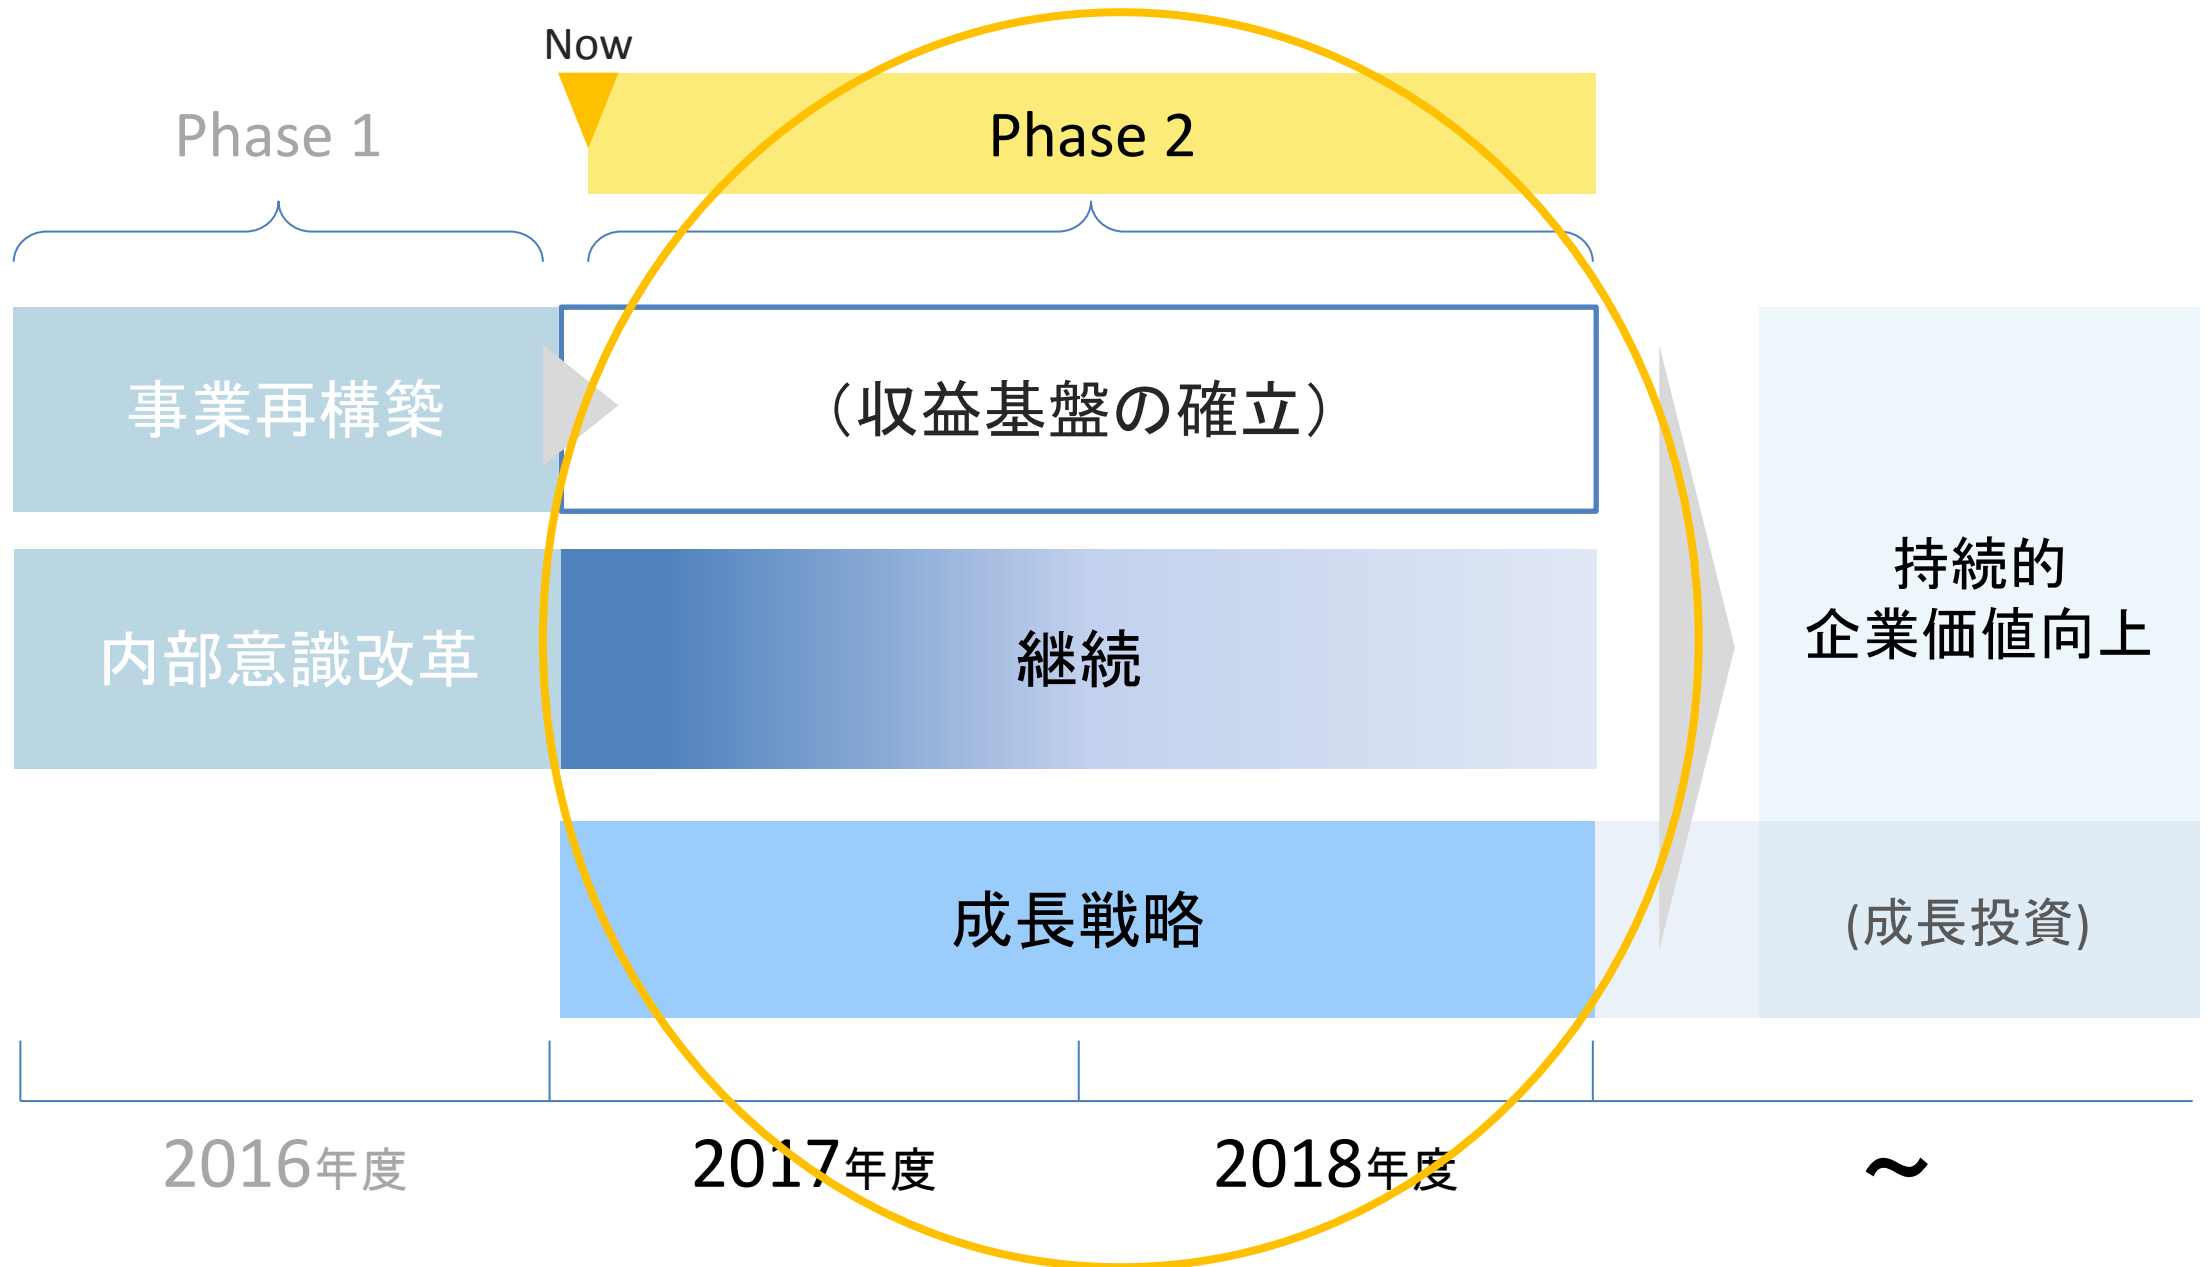 Now
Phase 1
Phase 2
事業再構築
（収益基盤の確立）
内部意識改革
継続
持続的
企業価値向上
成長戦略
(成長投資)
2016年度
2017年度
2018年度
～